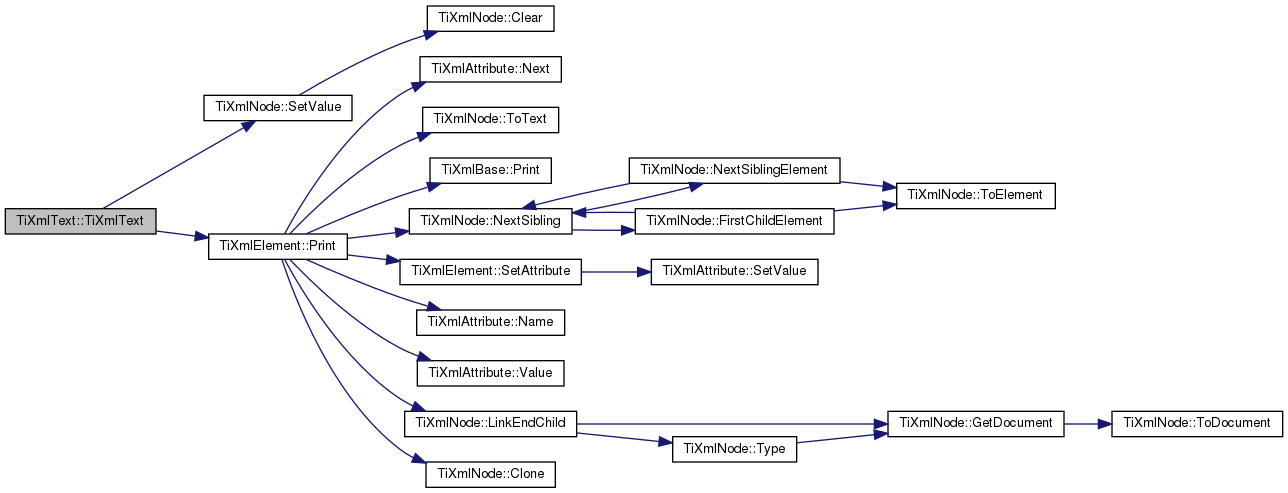 TiXmlNode::Clear
TiXmlAttribute::Next
TiXmlNode::SetValue
TiXmlNode::ToText
TiXmlBase::Print
TiXmlNode::NextSiblingElement
TiXmlNode::ToElement
TiXmlText::TiXmlText
TiXmlNode::NextSibling
TiXmlNode::FirstChildElement
TiXmlElement::Print
TiXmlElement::SetAttribute
TiXmlAttribute::SetValue
TiXmlAttribute::Name
TiXmlAttribute::Value
TiXmlNode::LinkEndChild
TiXmlNode::GetDocument
TiXmlNode::ToDocument
TiXmlNode::Type
TiXmlNode::Clone